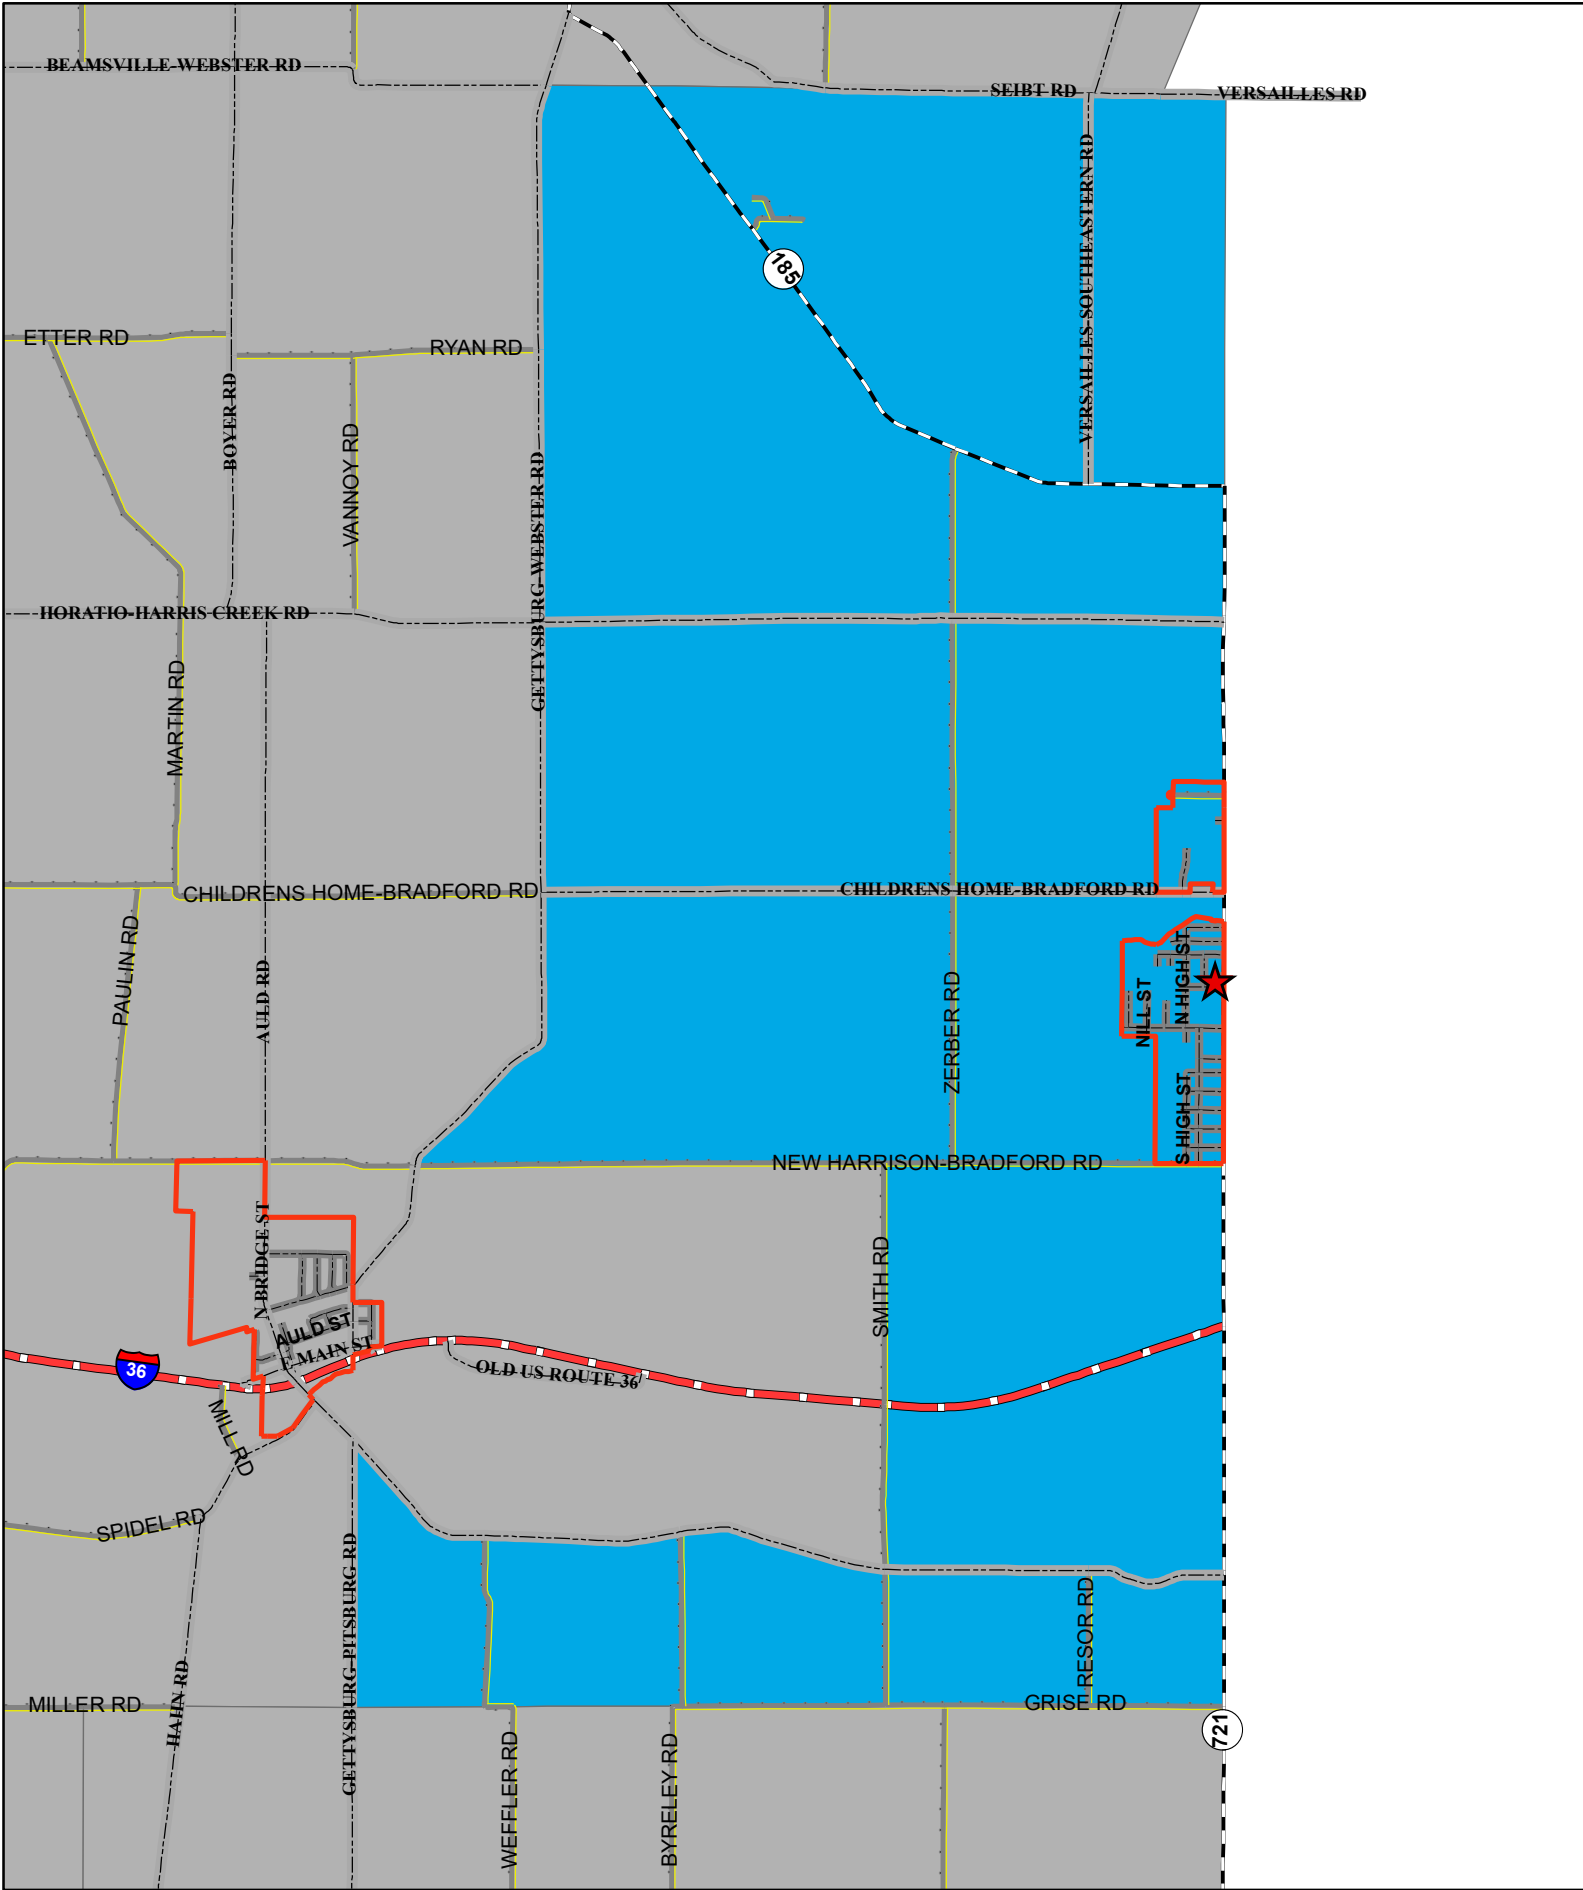 BEAMSVILLE-WEBSTER RD
SEIBT RD
VERSAILLES RD
VERSAILLES SOUTHEASTERN RD
185
ETTER RD
RYAN RD
BOYER RD
VANNOY RD
GETTYSBURG-WEBSTER RD
HORATIO-HARRIS CREEK RD
MARTIN RD
CHILDRENS HOME-BRADFORD RD
CHILDRENS HOME-BRADFORD RD
PAULIN RD
AULD RD
ZERBER RD
NILL ST
N HIGH ST
S HIGH ST
NEW HARRISON-BRADFORD RD
N BRIDGE ST
SMITH RD
AULD ST
E MAIN ST
36
OLD US ROUTE 36
MILL RD
SPIDEL RD
GETTYSBURG-PITSBURG RD
RESOR RD
HAHN RD
MILLER RD
GRISE RD
721
WEFFLER RD
BYRELEY RD